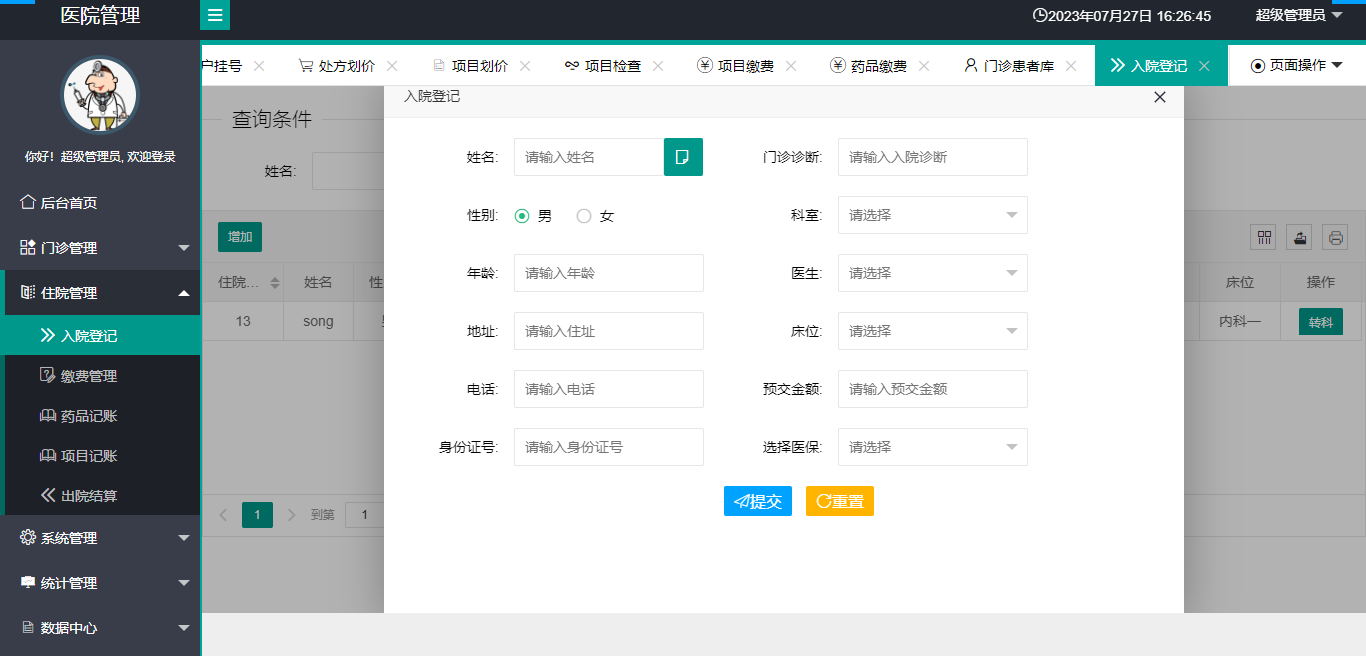 医院管理
2023年07月27日 16:26:45
超级管理员
户挂号
处方划价
项目划价
项目检查
项目缴费
药品缴费
门诊患者库
入院登记
页面操作
你好！超级管理员, 欢迎登录
后台首页
门诊管理
住院管理
入院登记
缴费管理
药品记账
项目记账
出院结算
系统管理
统计管理
数据中心
查询条件
姓名:
增加
住院... 姓名 性
床位 操作
13 song
内科一 转科
1 到第 1
入院登记
姓名: 请输入姓名
门诊诊断: 请输入入院诊断
性别: 男 女
科室: 请选择
年龄: 请输入年龄
医生: 请选择
地址: 请输入住址
床位: 请选择
电话: 请输入电话
预交金额: 请输入预交金额
身份证号: 请输入身份证号
选择医保: 请选择
提交
重置